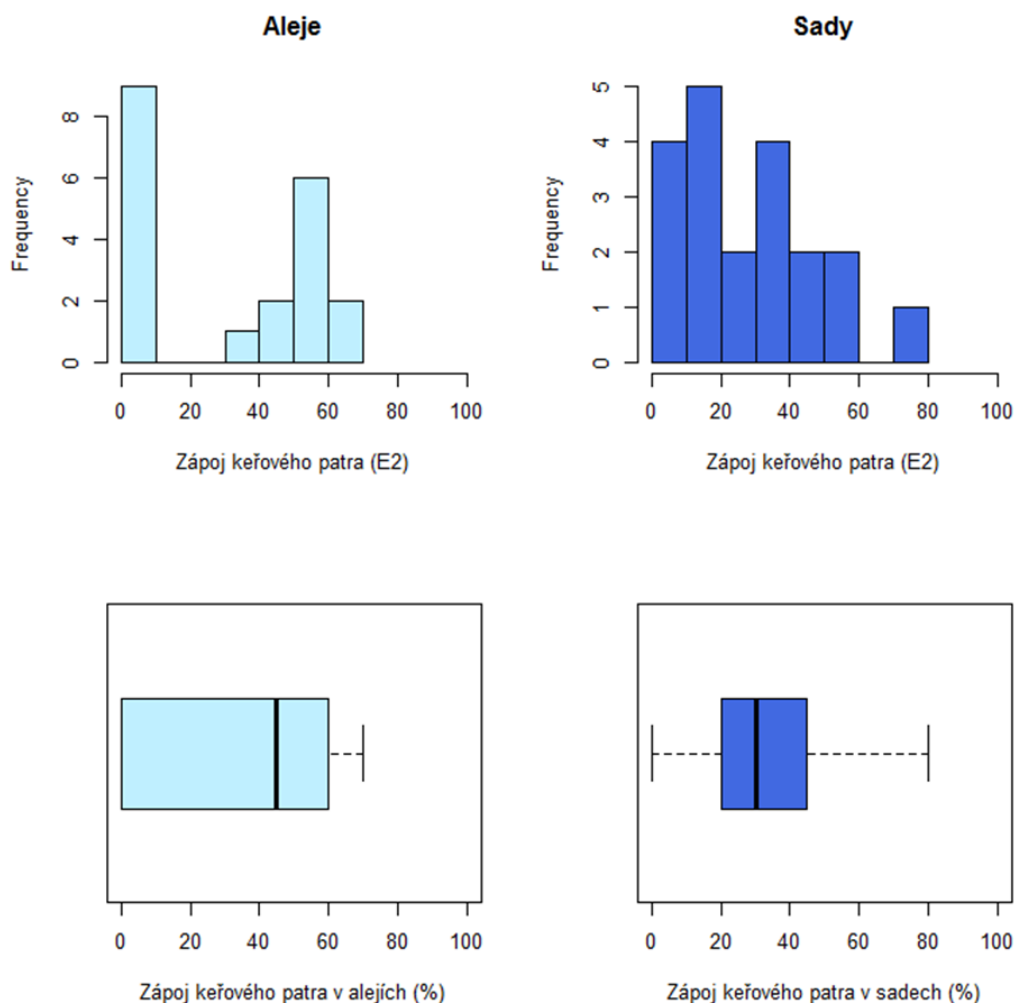 Aleje
Frequency
0 2 4 6 8
0 20 40 60 80 100
Zápoj keřového patra (E2)
Sady
Frequency
0 1 2 3 4 5
0 20 40 60 80 100
Zápoj keřového patra (E2)
0 20 40 60 80 100
Zápoj keřového patra v alejích (%)
0 20 40 60 80 100
Zápoj keřového patra v sadech (%)